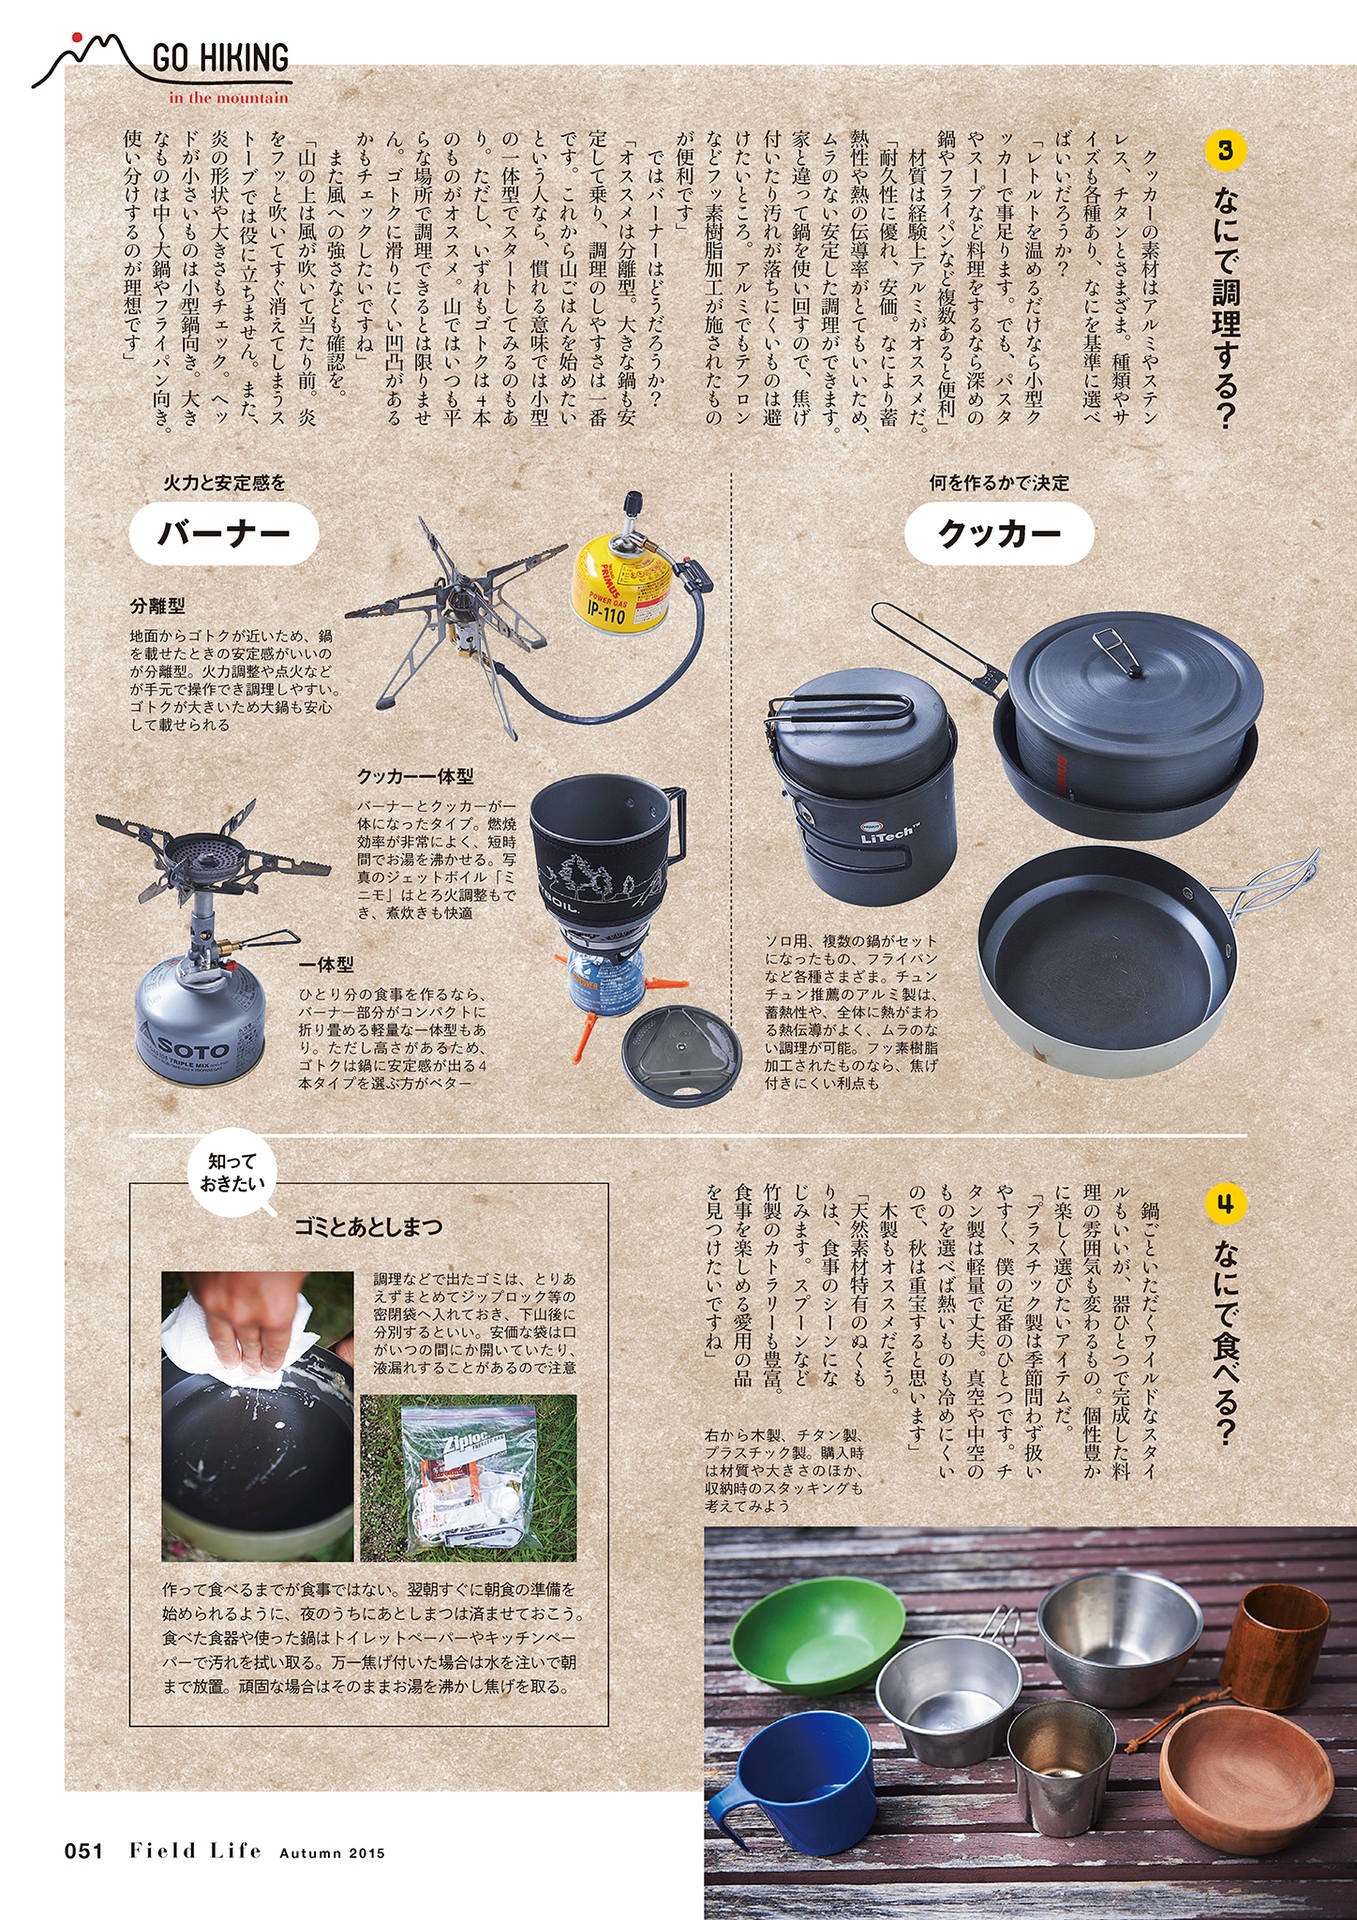 GO HIKING
in the mountain
3 なにで調理する?
クッカーの素材はアルミやステン
レス、チタンとさまざま。種類やサ
イズも各種あり、なにを基準に選べ
ばいいだろうか?
「レトルトを温めるだけなら小型ク
ッカーで事足ります。でも、パスタ
やスープなど料理をするなら深めの
鍋やフライパンなど複数あると便利」
材質は経験上アルミがオススメだ。
「耐久性に優れ、安価。なにより蓄
熱性や熱の伝導率がとてもいいため、
ムラのない安定した調理ができます。
家と違って鍋を使い回すので、焦げ
付いたり汚れが落ちにくいものは避
けたいところ。アルミでもテフロン
などフッ素樹脂加工が施されたもの
が便利です」
ではバーナーはどうだろうか?
「オススメは分離型。大きな鍋も安
定して乗り、調理のしやすさは一番
です。これから山ごはんを始めたい
という人なら、慣れる意味では小型
の一体型でスタートしてみるのもあ
り。ただし、いずれもゴトクは4本
のものがオススメ。山ではいつも平
らな場所で調理できるとは限りませ
ん。ゴトクに滑りにくい凹凸がある
かもチェックしたいですね」
また風への強さなども確認を。
「山の上は風が吹いて当たり前。炎
をフッと吹いてすぐ消えてしまうス
トーブでは役に立ちません。また、
炎の形状や大きさもチェック。ヘッ
ドが小さいものは小型鍋向き。大き
なものは中〜大鍋やフライパン向き。
使い分けするのが理想です」
何を作るかで決定
クッカー
PRIMUS
LiTech™
ソロ用、複数の鍋がセット
になったもの、フライパン
など各種さまざま。チュン
チュン推薦のアルミ製は、
蓄熱性や、全体に熱がまわ
る熱伝導がよく、ムラのな
い調理が可能。フッ素樹脂
加工されたものなら、焦げ
付きにくい利点も
火力と安定感を
バーナー
分離型
地面からゴトクが近いため、鍋
を載せたときの安定感がいいの
が分離型。火力調整や点火など
が手元で操作でき調理しやすい。
ゴトクが大きいため大鍋も安心
して載せられる
PRIMUS
POWER GAS
IP-110
クッカー一体型
バーナーとクッカーが一
体になったタイプ。燃焼
効率が非常によく、短時
間でお湯を沸かせる。写
真のジェットボイル「ミ
ニモ」はとろ火調整もで
き、煮炊きも快適
一体型
ひとり分の食事を作るなら、
バーナー部分がコンパクトに
折り畳める軽量な一体型もあ
り。ただし高さがあるため、
ゴトクは鍋に安定感が出る4
本タイプを選ぶ方がベター
SOTO
TRIPLE MIX
4 なにで食べる?
鍋ごといただくワイルドなスタイ
ルもいいが、器ひとつで完成した料
理の雰囲気も変わるもの。個性豊か
に楽しく選びたいアイテムだ。
「プラスチック製は季節問わず扱い
やすく、僕の定番のひとつです。チ
タン製は軽量で丈夫。真空や中空の
ものを選べば熱いものも冷めにくい
ので、秋は重宝すると思います」
木製もオススメだそう。
「天然素材特有のぬくも
りは、食事のシーンにな
じみます。スプーンなど
竹製のカトラリーも豊富。
食事を楽しめる愛用の品
を見つけたいですね」
右から木製、チタン製、
プラスチック製。購入時
は材質や大きさのほか、
収納時のスタッキングも
考えてみよう
知って
おきたい
ゴミとあとしまつ
調理などで出たゴミは、とりあ
えずまとめてジップロック等の
密閉袋へ入れておき、下山後に
分別するといい。安価な袋は口
がいつの間にか開いていたり、
液漏れすることがあるので注意
Ziploc
作って食べるまでが食事ではない。翌朝すぐに朝食の準備を
始められるように、夜のうちにあとしまつは済ませておこう。
食べた食器や使った鍋はトイレットペーパーやキッチンペー
パーで汚れを拭い取る。万一焦げ付いた場合は水を注いで朝
まで放置。頑固な場合はそのままお湯を沸かし焦げを取る。
051 Field Life Autumn 2015